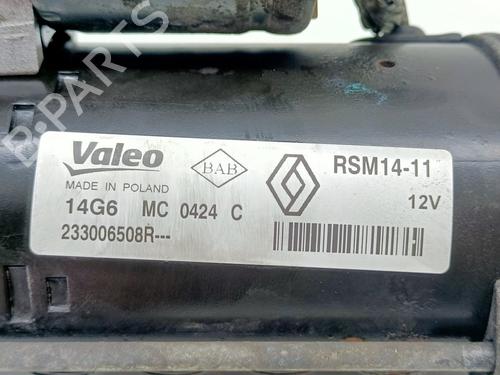 B-PARTS
Valeo BAB RSM14-11
MADE IN POLAND 12V
14G6 MC 0424 C
233006508R---